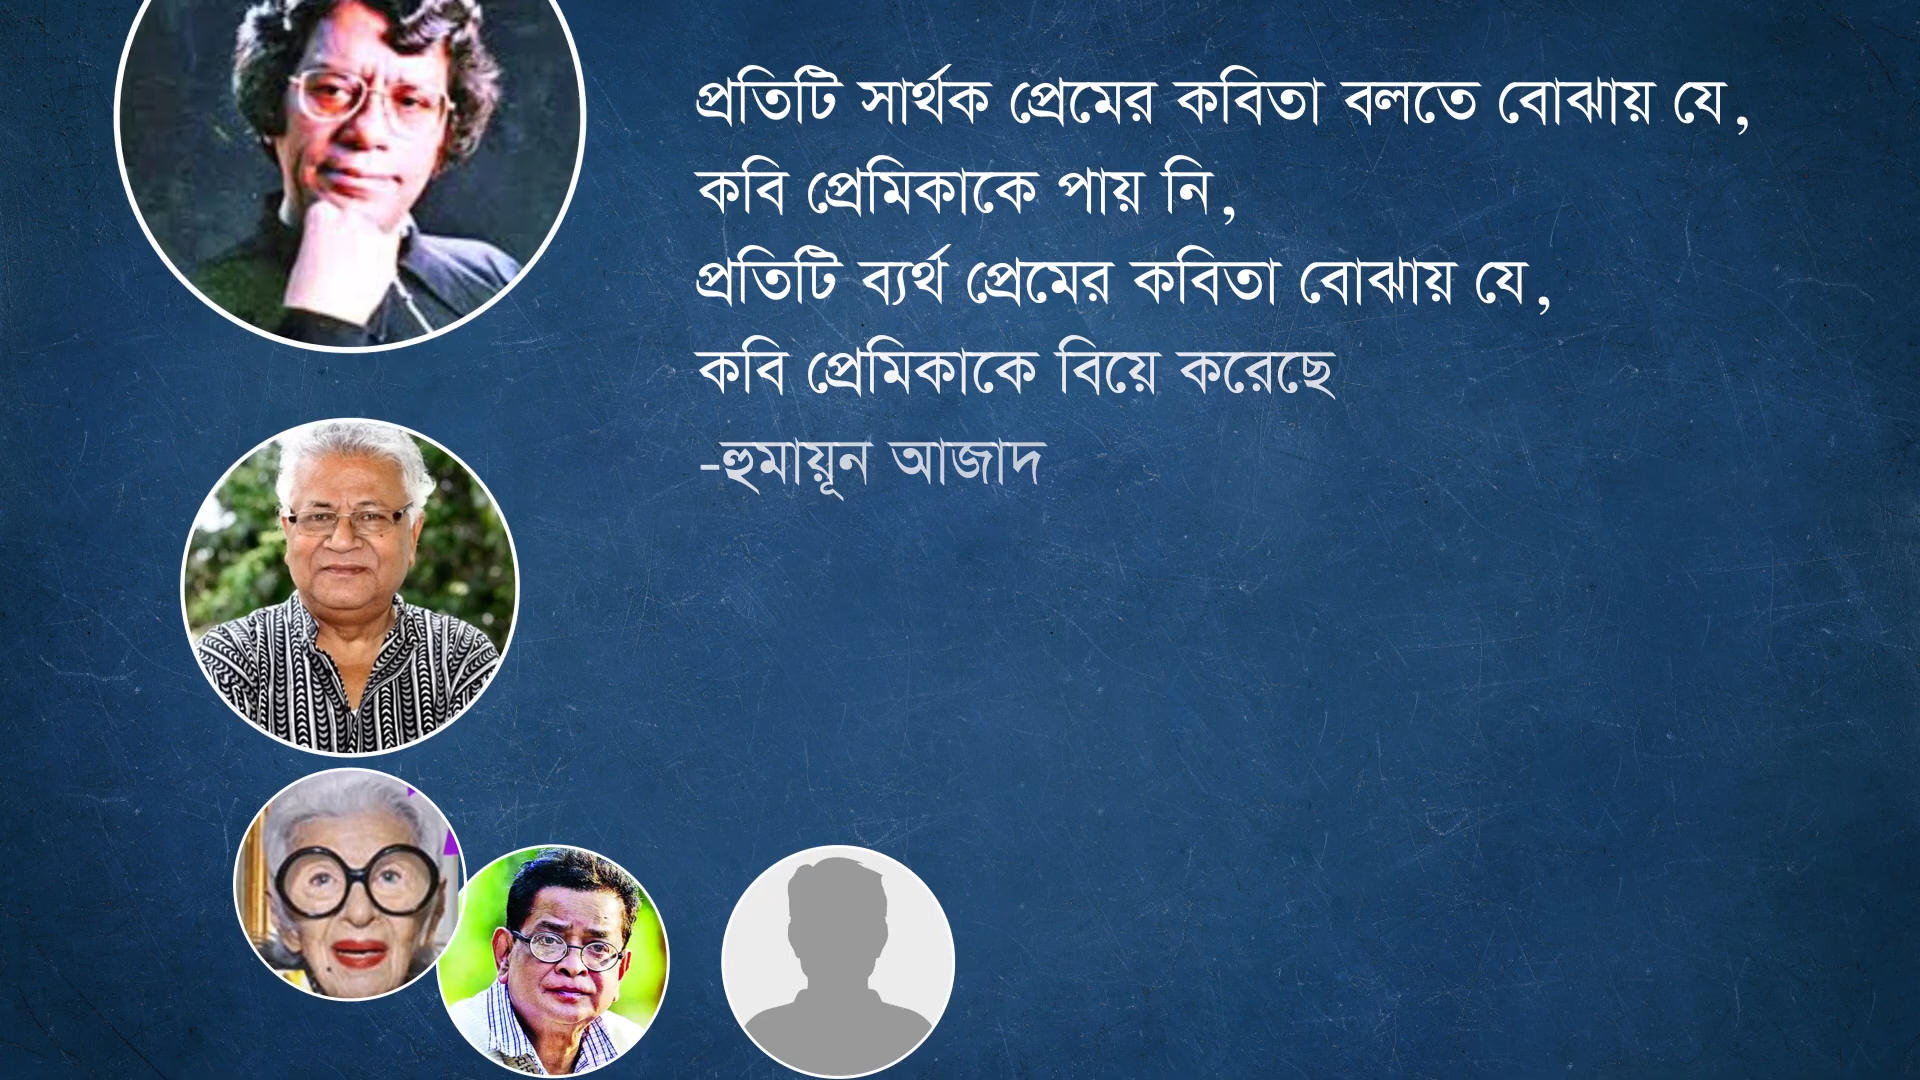 প্রতিটি সার্থক প্রেমের কবিতা বলতে বোঝায় যে,
কবি প্রেমিকাকে পায় নি,
প্রতিটি ব্যর্থ প্রেমের কবিতা বোঝায় যে,
কবি প্রেমিকাকে বিয়ে করেছে
-হুমায়ূন আজাদ